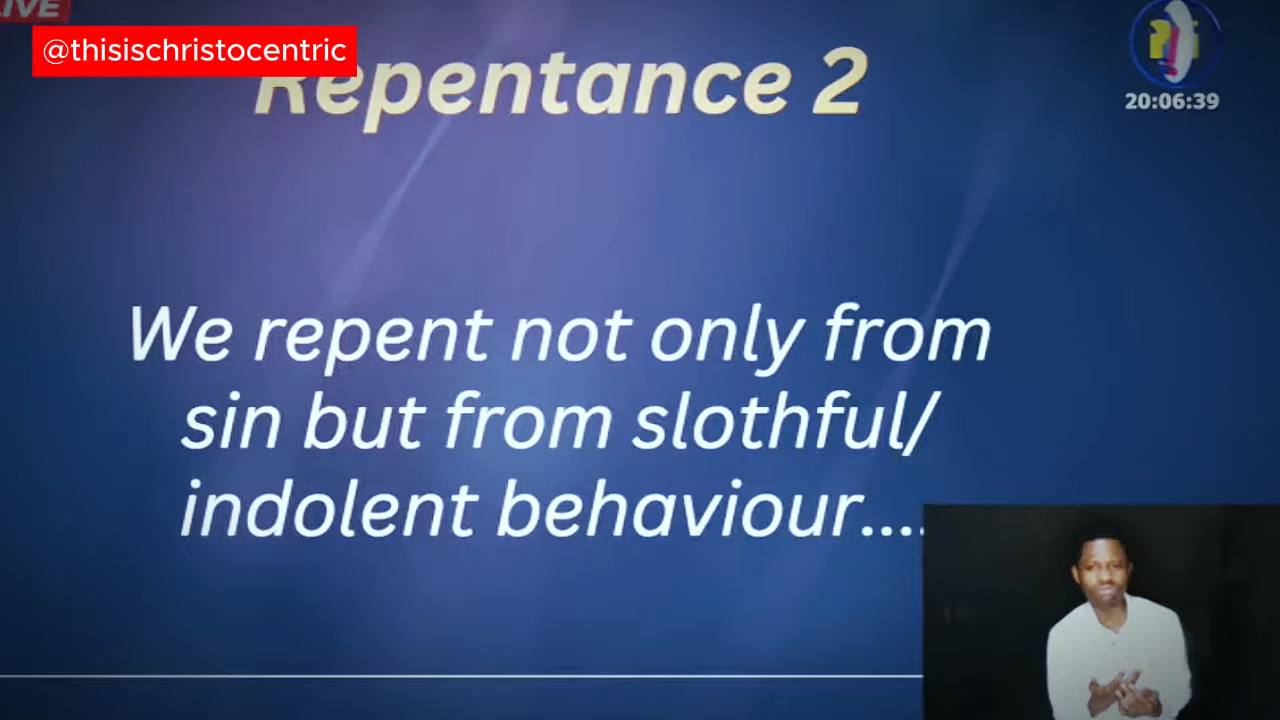 LIVE
@thisischristocentric
Repentance 2
20:06:39
We repent not only from
sin but from slothful/
indolent behaviour....